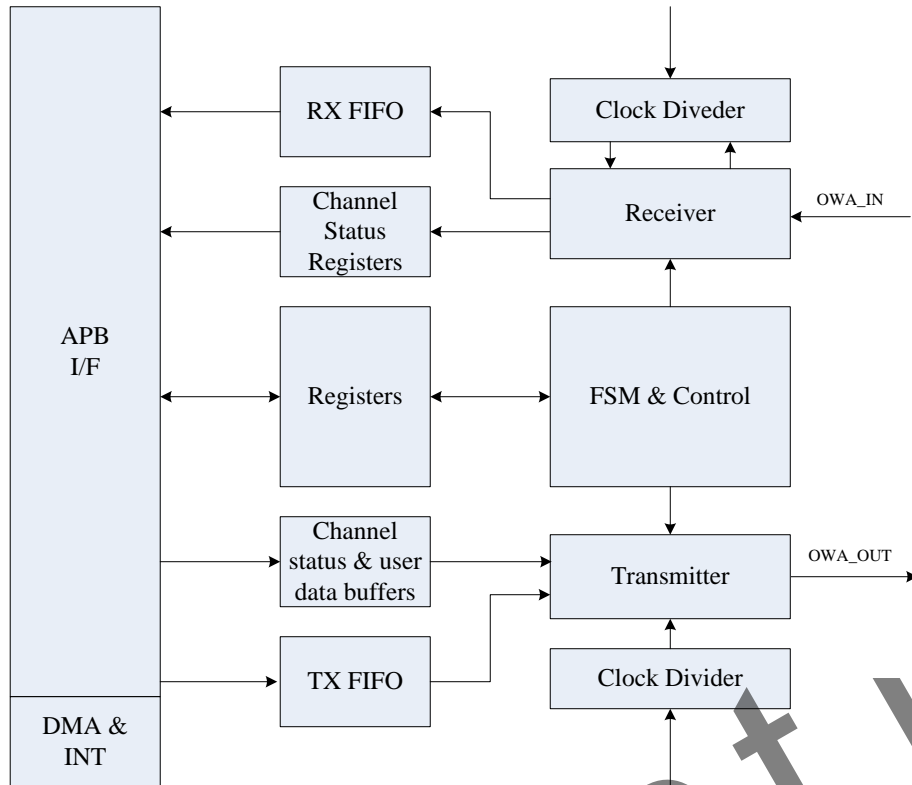 RX FIFO
Clock Diveder
Channel
Status
Registers
Receiver
OWA_IN
APB
I/F
Registers
FSM & Control
Channel
status & user
data buffers
Transmitter
OWA_OUT
TX FIFO
Clock Divider
DMA &
INT